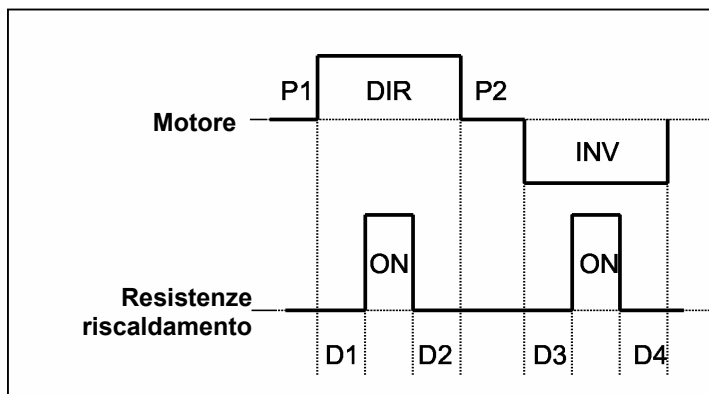 P1 DIR P2
Motore
INV
ON ON
Resistenze
riscaldamento
D1 D2 D3 D4